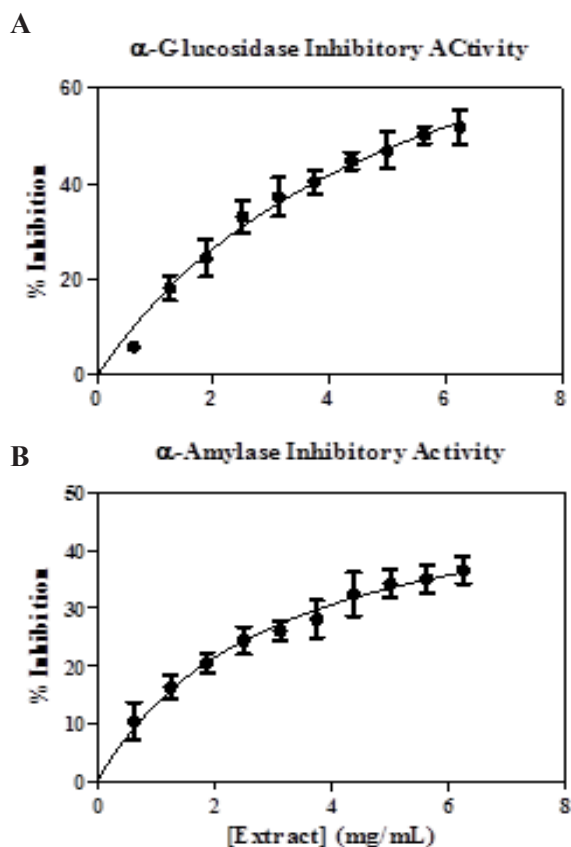 A
α-Glucosidase Inhibitory ACtivity
60
40
20
0
% Inhibition
0 2 4 6 8
B
α-Amylase Inhibitory Activity
50
40
30
20
10
0
% Inhibition
0 2 4 6 8
[Extract] (mg/mL)